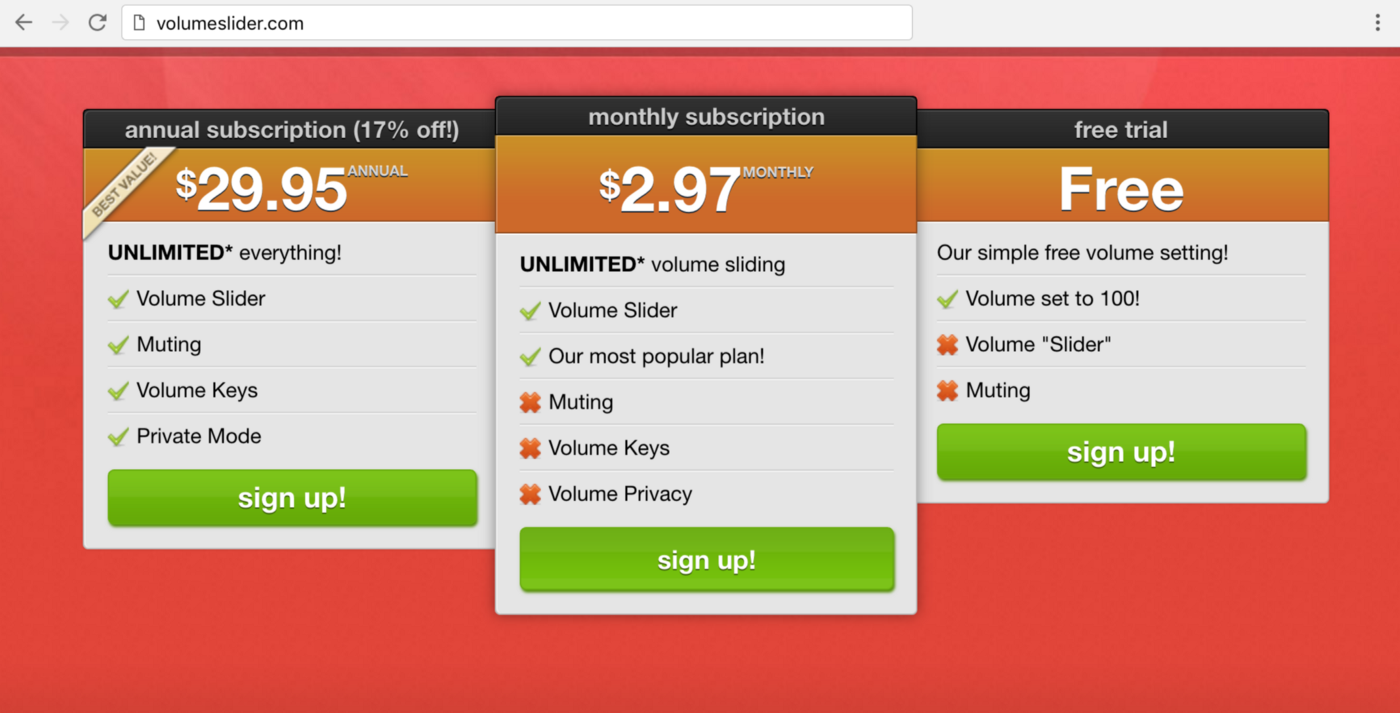 volumeslider.com
annual subscription (17% off!)
BEST VALUE!
$29.95 ANNUAL
UNLIMITED* everything!
Volume Slider
Muting
Volume Keys
Private Mode
sign up!
monthly subscription
$2.97 MONTHLY
UNLIMITED* volume sliding
Volume Slider
Our most popular plan!
Muting
Volume Keys
Volume Privacy
sign up!
free trial
Free
Our simple free volume setting!
Volume set to 100!
Volume "Slider"
Muting
sign up!